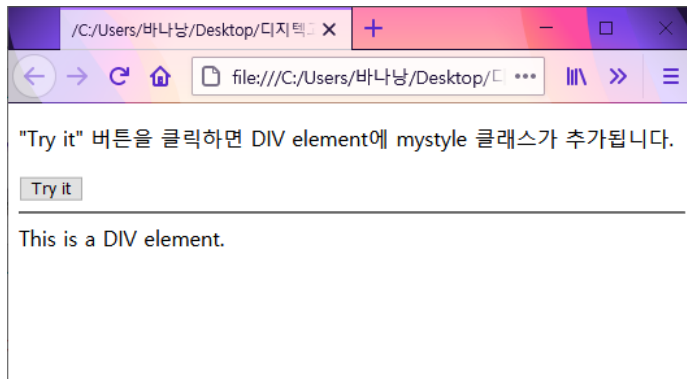 /C:/Users/바나낭/Desktop/디지텍
file:///C:/Users/바나낭/Desktop/
"Try it" 버튼을 클릭하면 DIV element에 mystyle 클래스가 추가됩니다.
Try it
This is a DIV element.